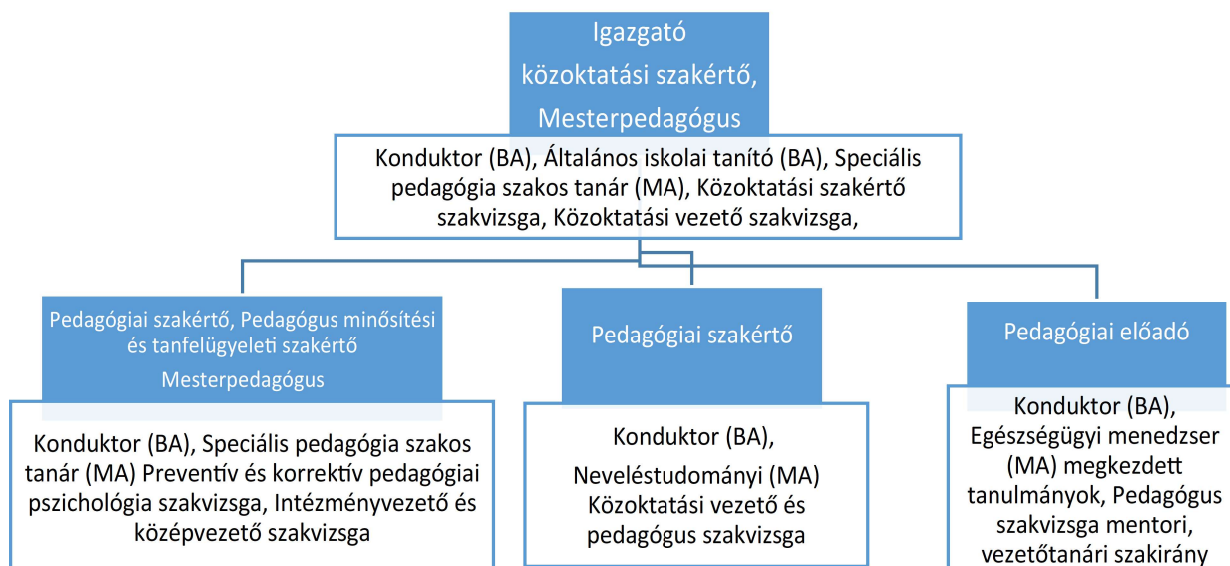 Igazgató
közoktatási szakértő,
Mesterpedagógus
Konduktor (BA), Általános iskolai tanító (BA), Speciális
pedagógia szakos tanár (MA), Közoktatási szakértő
szakvizsga, Közoktatási vezető szakvizsga,
Pedagógiai szakértő, Pedagógus minősítési
és tanfelügyeleti szakértő
Mesterpedagógus
Konduktor (BA), Speciális pedagógia szakos
tanár (MA) Preventív és korrektív pedagógiai
pszichológia szakvizsga, Intézményvezető és
középvezető szakvizsga
Pedagógiai szakértő
Konduktor (BA),
Neveléstudományi (MA)
Közoktatási vezető és
pedagógus szakvizsga
Pedagógiai előadó
Konduktor (BA),
Egészségügyi menedzser
(MA) megkezdett
tanulmányok, Pedagógus
szakvizsga mentori,
vezetőtanári szakirány